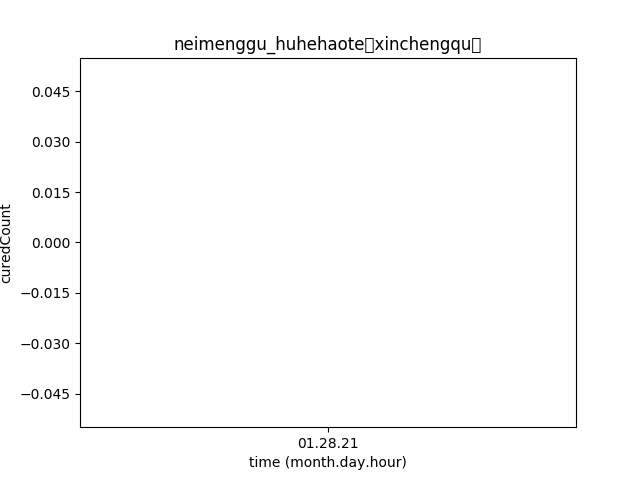 neimenggu_huhehaote▯xinchengqu▯
0.045
0.030
0.015
0.000
−0.015
−0.030
−0.045
curedCount
01.28.21
time (month.day.hour)